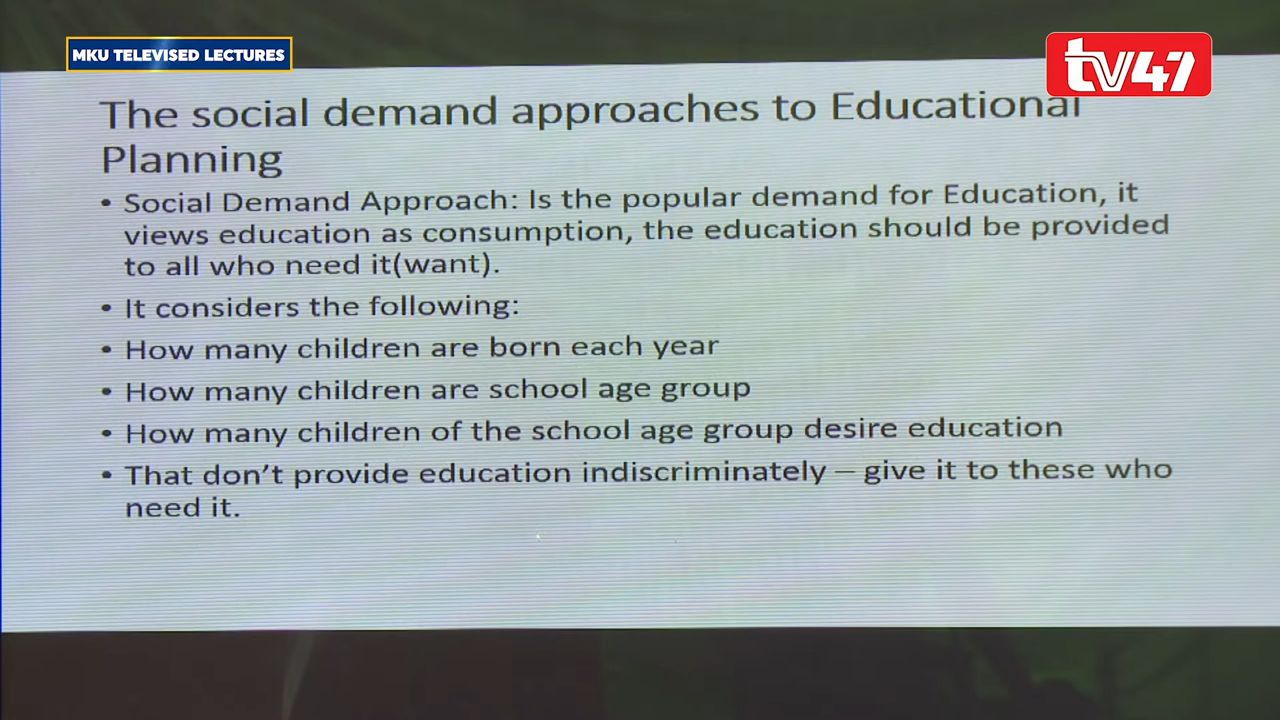 MKU TELEVISED LECTURES
tv47
The social demand approaches to Educational
Planning
• Social Demand Approach: Is the popular demand for Education, it
views education as consumption, the education should be provided
to all who need it(want).
• It considers the following:
• How many children are born each year
• How many children are school age group
• How many children of the school age group desire education
• That don’t provide education indiscriminately – give it to these who
need it.